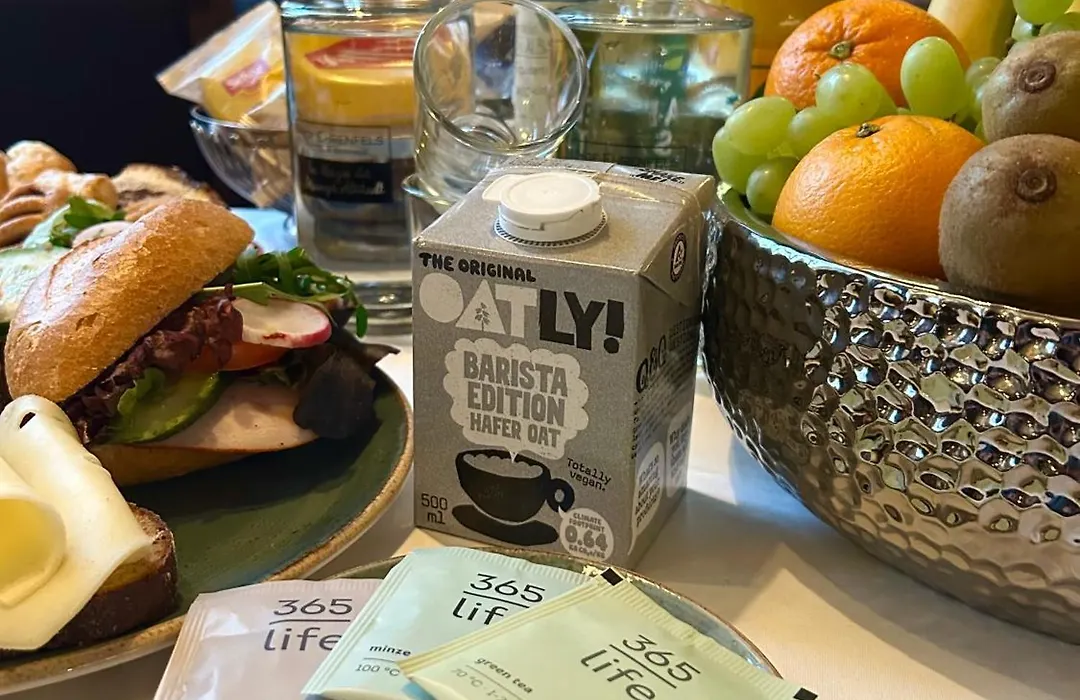 THE ORIGINAL
OATLY!
BARISTA
EDITION
HAFER OAT
Totally
vegan.
500
ml
CLIMATE
FOOTPRINT
0.64
Q&A
365
life
365
life
minze
100 °C
365
life
green tea
70 °C